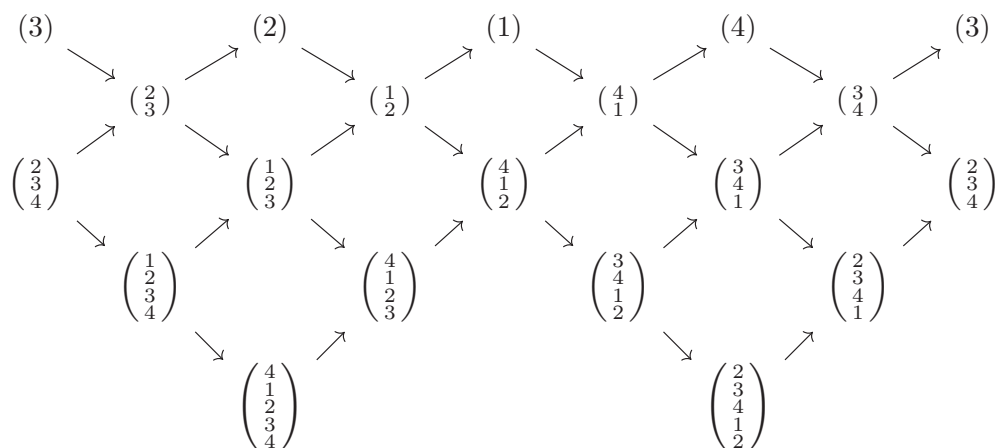 (3) (2) (1) (4) (3)
(2 3) (1 2) (4 1) (3 4)
(2 3 4) (1 2 3) (4 1 2) (3 4 1) (2 3 4)
(1 2 3 4) (4 1 2 3) (3 4 1 2) (2 3 4 1)
(4 1 2 3 4) (2 3 4 1 2)